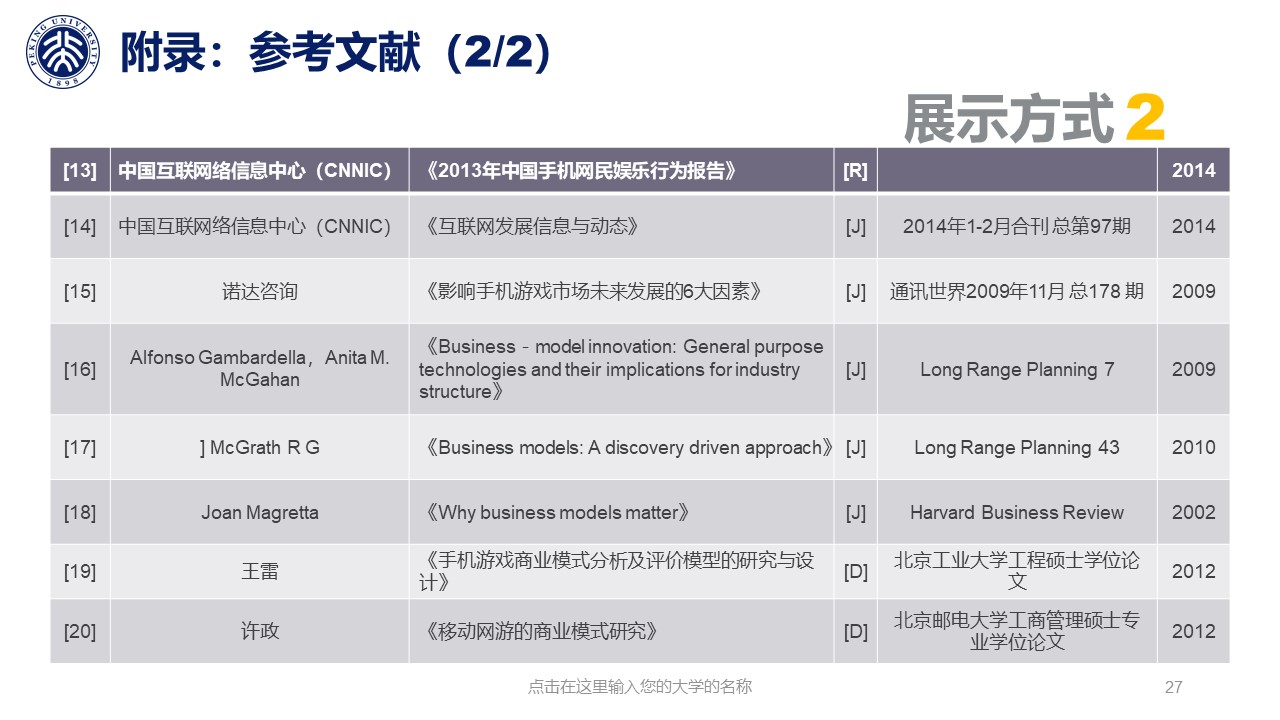 PEKING UNIVERSITY
1898
附录：参考文献（2/2）
展示方式 2
[13] 中国互联网络信息中心（CNNIC） 《2013年中国手机网民娱乐行为报告》 [R] 2014
[14] 中国互联网络信息中心（CNNIC） 《互联网发展信息与动态》 [J] 2014年1-2月合刊 总第97期 2014
[15] 诺达咨询 《影响手机游戏市场未来发展的6大因素》 [J] 通讯世界2009年11月 总178 期 2009
[16] Alfonso Gambardella，Anita M.
McGahan
《Business‐model innovation: General purpose
technologies and their implications for industry
structure》
[J] Long Range Planning 7 2009
[17] ] McGrath R G 《Business models: A discovery driven approach》 [J] Long Range Planning 43 2010
[18] Joan Magretta 《Why business models matter》 [J] Harvard Business Review 2002
[19] 王雷 《手机游戏商业模式分析及评价模型的研究与设
计》
[D] 北京工业大学工程硕士学位论
文
2012
[20] 许政 《移动网游的商业模式研究》 [D] 北京邮电大学工商管理硕士专
业学位论文
2012
点击在这里输入您的大学的名称
27